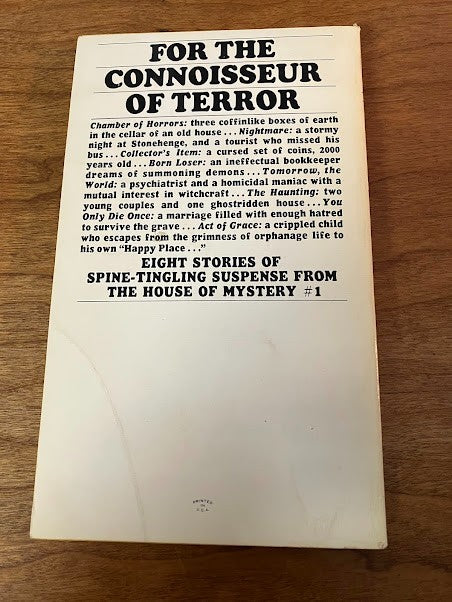 FOR THE
CONNOISSEUR
OF TERROR
Chamber of Horrors: three coffinlike boxes of earth
in the cellar of an old house... Nightmare: a stormy
night at Stonehenge, and a tourist who missed his
bus... Collector's Item: a cursed set of coins, 2000
years old... Born Loser: an ineffectual bookkeeper
dreams of summoning demons... Tomorrow, the
World: a psychiatrist and a homicidal maniac with a
mutual interest in witchcraft... The Haunting: two
young couples and one ghostridden house... You
Only Die Once: a marriage filled with enough hatred
to survive the grave... Act of Grace: a crippled child
who escapes from the grimness of orphanage life to
his own “Happy Place...”
EIGHT STORIES OF
SPINE-TINGLING SUSPENSE FROM
THE HOUSE OF MYSTERY #1
PRINTED
IN
U.S.A.